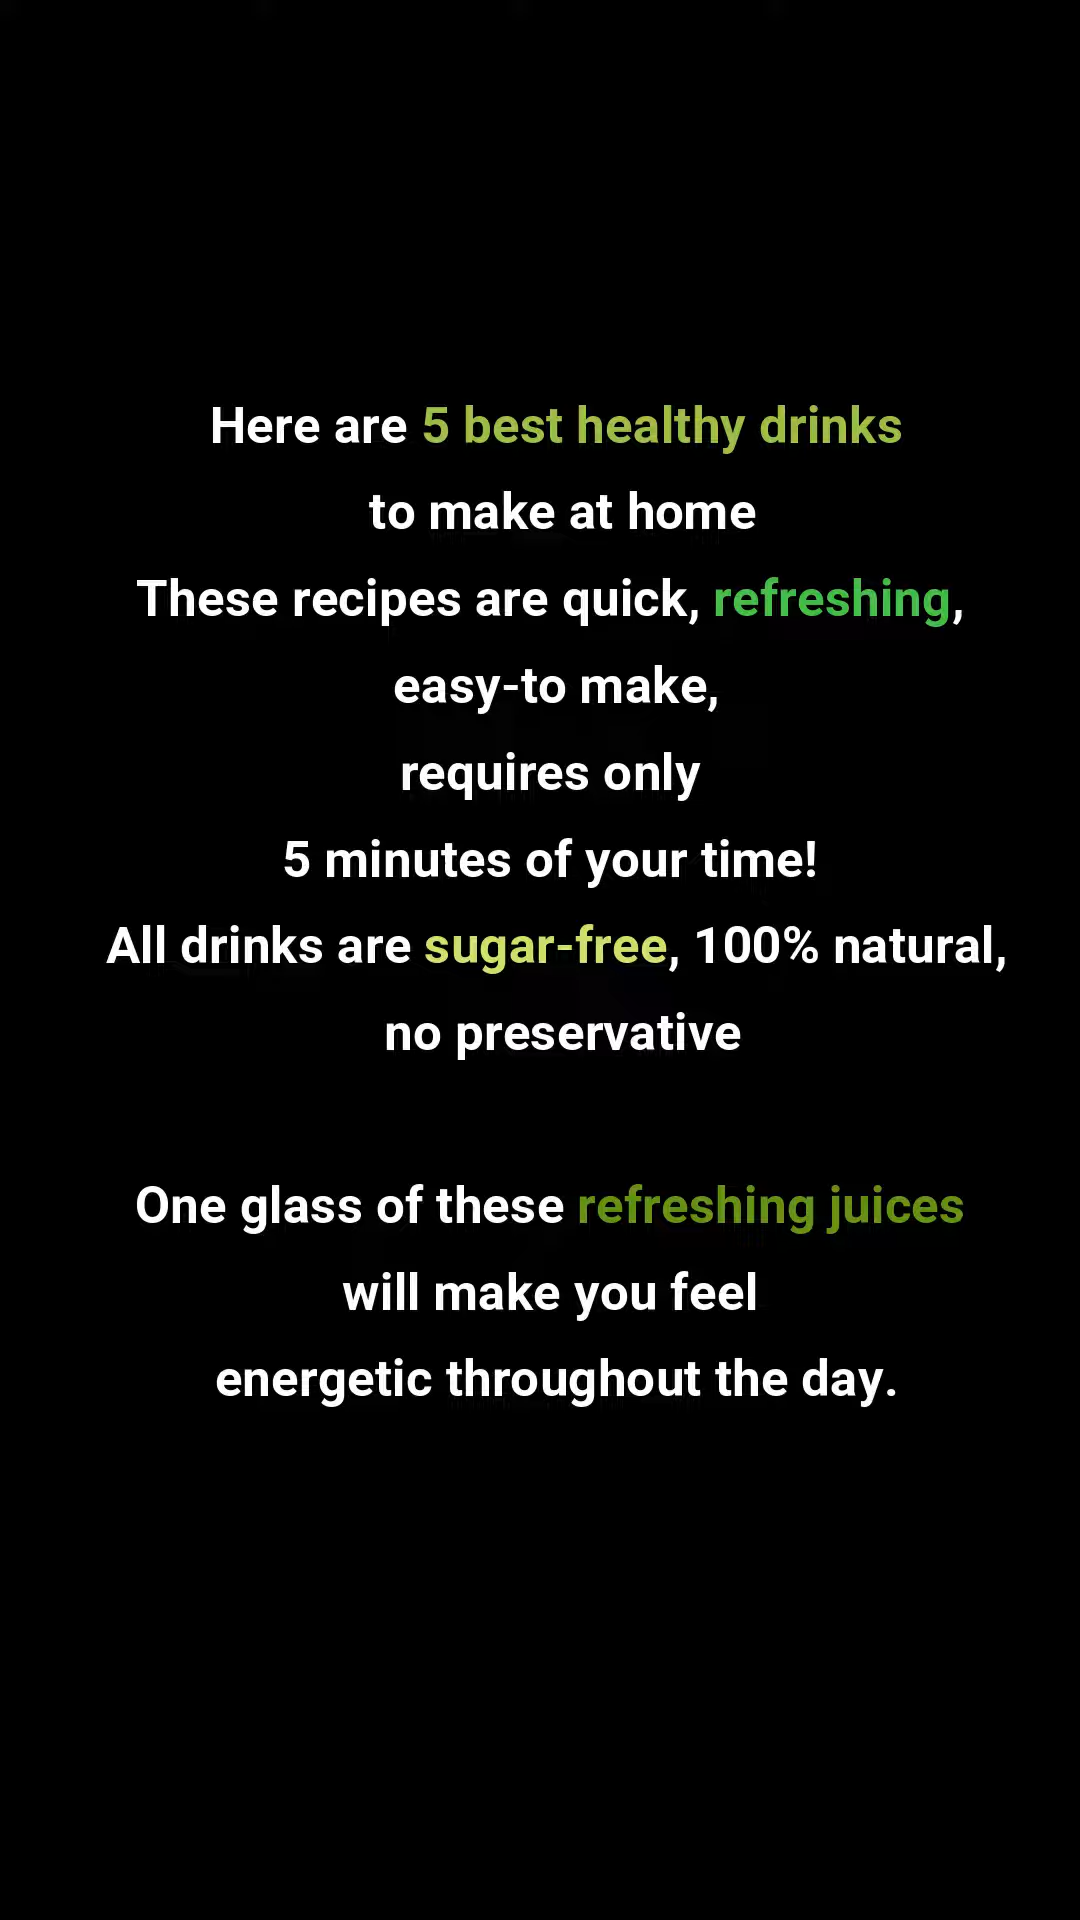 Here are 5 best healthy drinks
to make at home
These recipes are quick, refreshing,
easy-to make,
requires only
5 minutes of your time!
All drinks are sugar-free, 100% natural,
no preservative
One glass of these refreshing juices
will make you feel
energetic throughout the day.